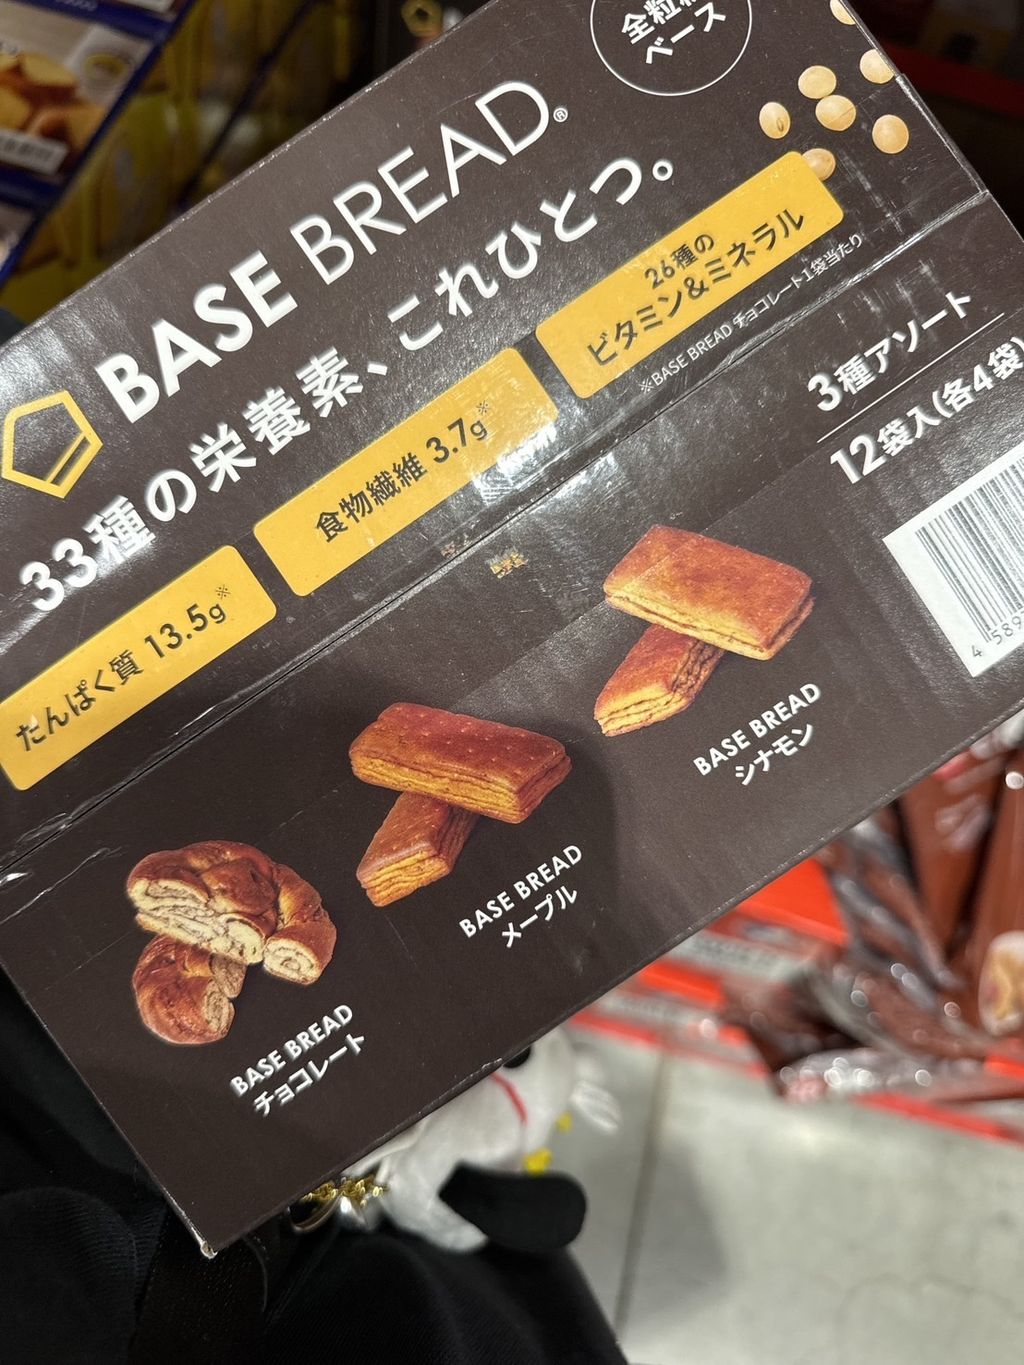 全粒粉
ベース
BASE BREAD®
33種の栄養素、これひとつ。
たんぱく質 13.5g※
食物繊維 3.7g※
26種の
ビタミン&ミネラル
※BASE BREAD チョコレート1袋当たり
3種アソート
12袋入(各4袋)
BASE BREAD
チョコレート
BASE BREAD
メープル
BASE BREAD
シナモン
4 589